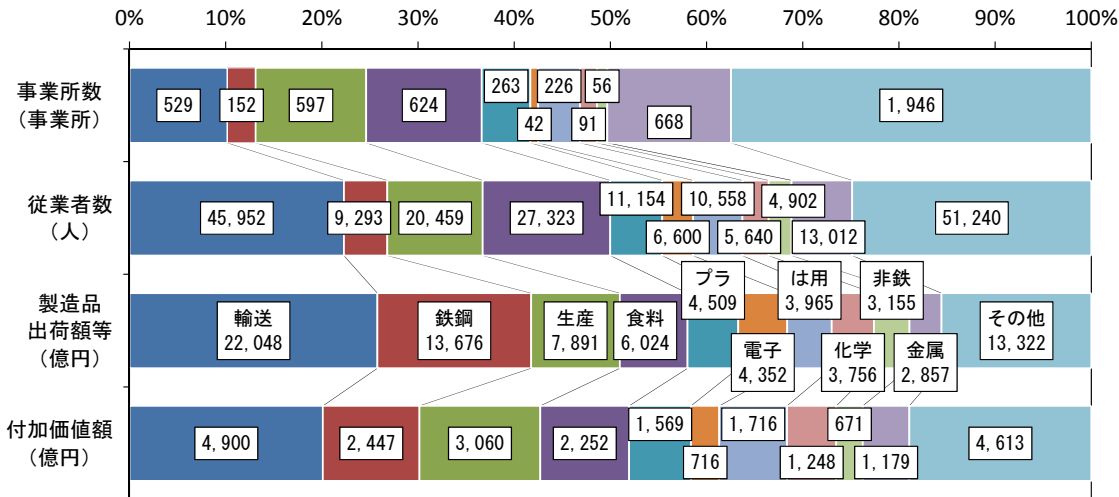 0% 10% 20% 30% 40% 50% 60% 70% 80% 90% 100%
事業所数
（事業所）
529 152 597 624 263 42 226 91 56 668 1,946
従業者数
（人）
45,952 9,293 20,459 27,323 11,154 6,600 10,558 5,640 4,902 13,012 51,240
製造品
出荷額等
（億円）
輸送
22,048
鉄鋼
13,676
生産
7,891
食料
6,024
プラ
4,509
電子
4,352
は用
3,965
化学
3,756
非鉄
3,155
金属
2,857
その他
13,322
付加価値額
（億円）
4,900 2,447 3,060 2,252 1,569 716 1,716 1,248 671 1,179 4,613